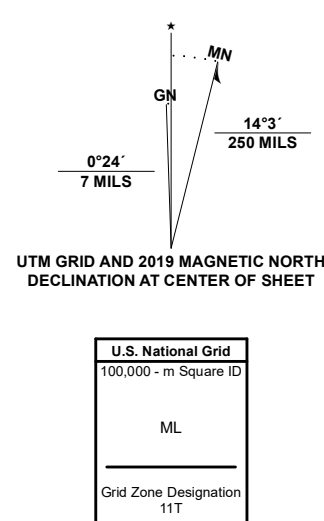 MN
GN
14°3´
250 MILS
0°24´
7 MILS
UTM GRID AND 2019 MAGNETIC NORTH
DECLINATION AT CENTER OF SHEET
U.S. National Grid
100,000 - m Square ID
ML
Grid Zone Designation
11T